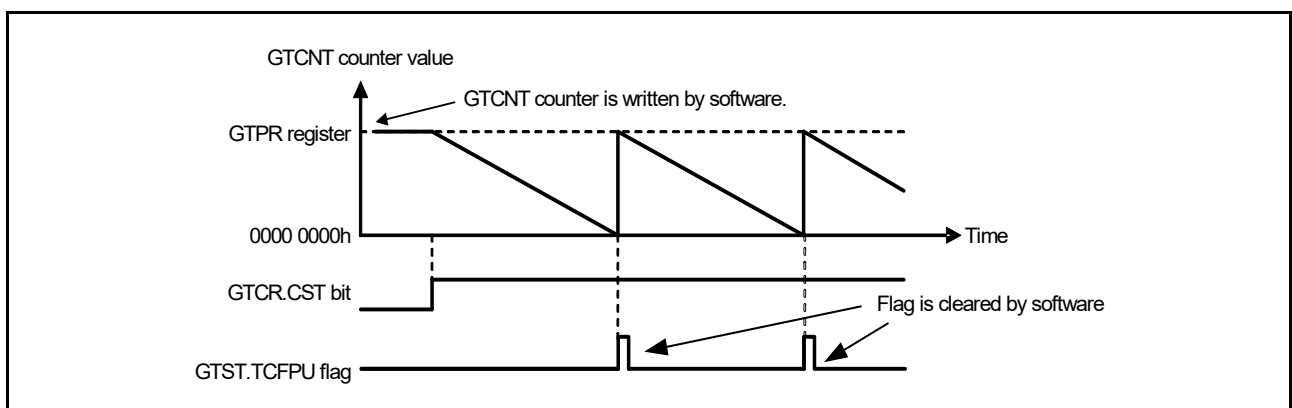 GTCNT counter value
GTCNT counter is written by software.
GTPR register
0000 0000h
Time
GTCR.CST bit
Flag is cleared by software
GTST.TCFPU flag